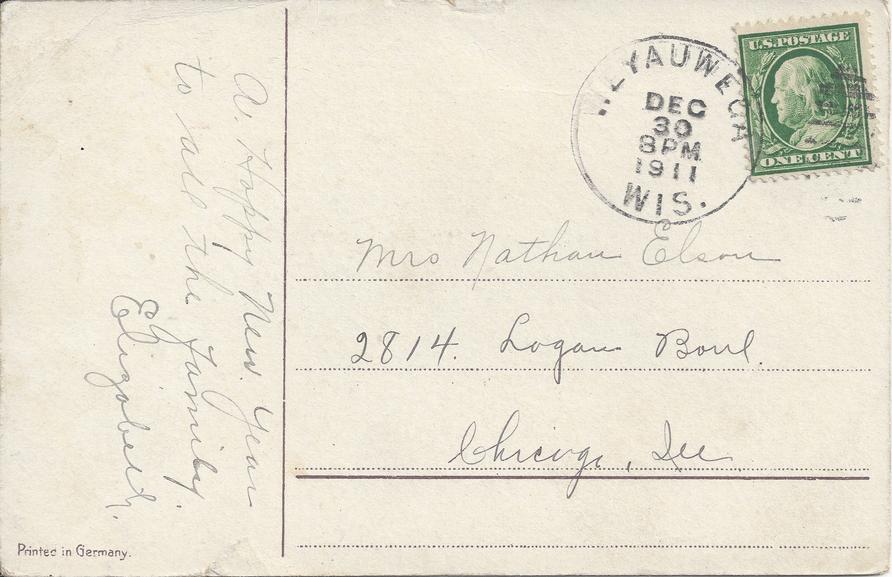 A. Happy New Year
to all the family.
Elizabeth.
Printed in Germany.
WEYAUWEGA
DEC
30
8 PM
1911
WIS.
U.S. POSTAGE
ONE CENT
Mrs Nathan Elson
2814. Logan Boul.
Chicago, Ill